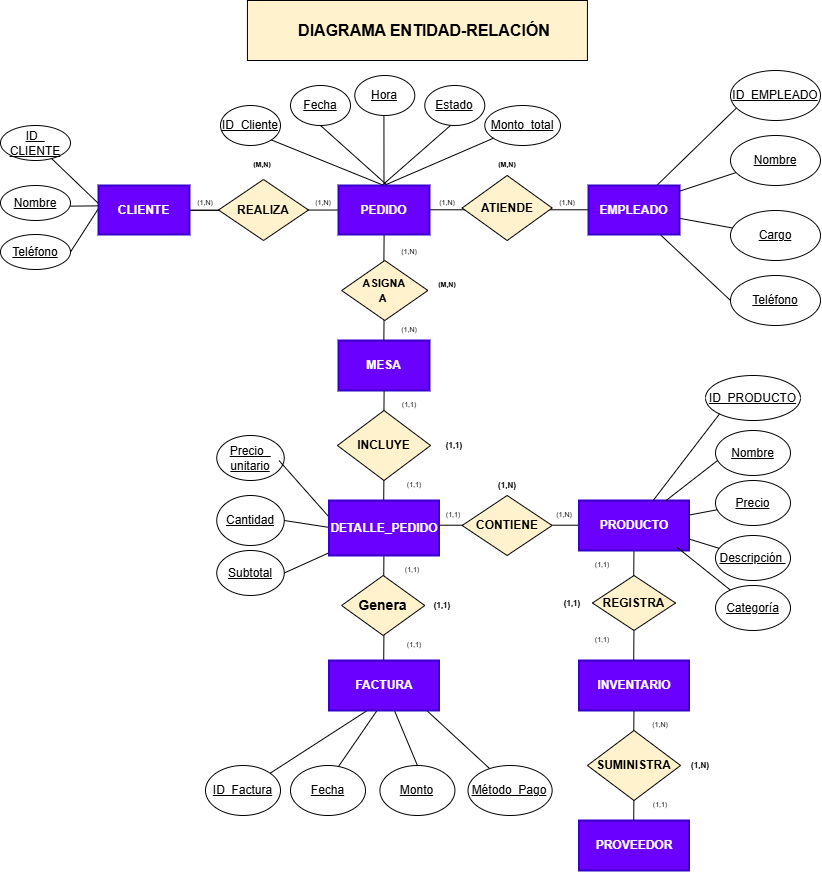 DIAGRAMA ENTIDAD-RELACIÓN
ID_EMPLEADO
Hora
Fecha
Estado
ID_Cliente
Monto_total
ID_
CLIENTE
Nombre
(M,N)
(M,N)
Nombre
(1,N)
(1,N)
(1,N)
(1,N)
CLIENTE
REALIZA
PEDIDO
ATIENDE
EMPLEADO
Cargo
Teléfono
(1,N)
ASIGN
A
A
(M,N)
Teléfono
(1,N)
MESA
(1,1)
ID_PRODUCTO
INCLUYE
(1,1)
Precio_
unitario
Nombre
(1,1)
(1,N)
Precio
Cantidad
(1,1)
(1,N)
DETALLE_PEDIDO
CONTIENE
PRODUCTO
Descripción
Subtotal
(1,1)
(1,1)
Genera
(1,1)
(1,1)
REGISTRA
Categoría
(1,1)
(1,1)
FACTURA
INVENTARIO
(1,N)
SUMINISTRA
(1,N)
ID_Factura
Fecha
Monto
Método_Pago
(1,1)
PROVEEDOR